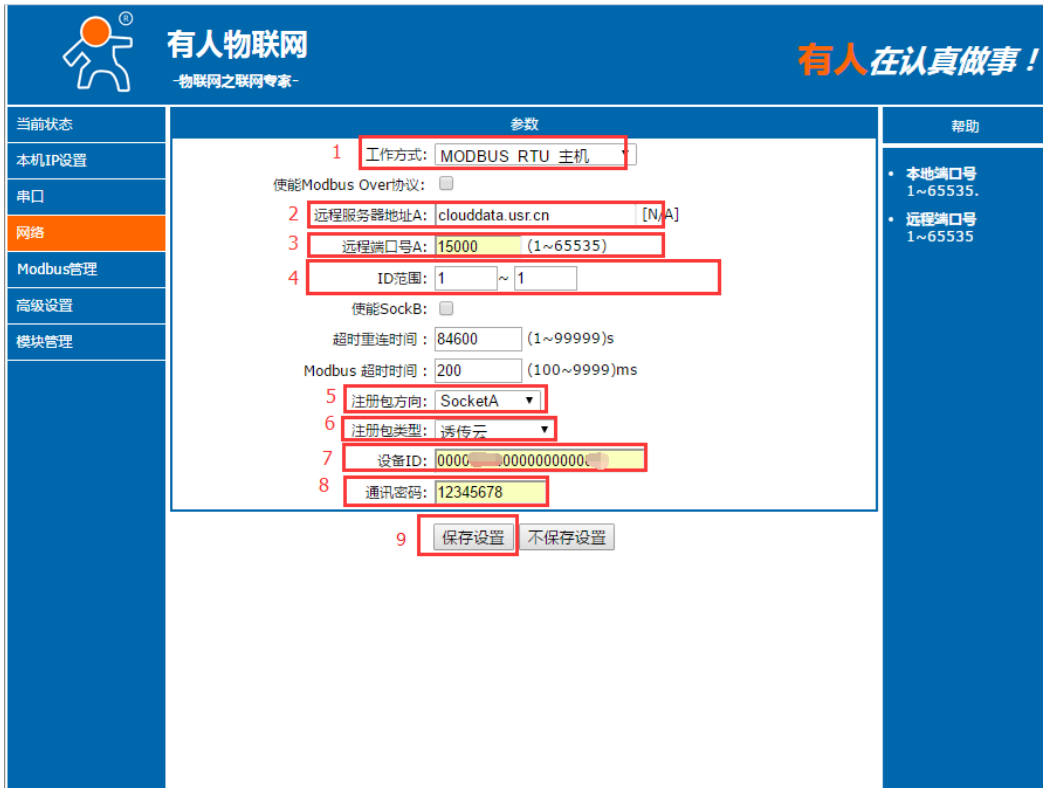 ®
有人物联网
-物联网之联网专家-
有人在认真做事！
当前状态
本机IP设置
串口
网络
Modbus管理
高级设置
模块管理
参数
1 工作方式: MODBUS RTU 主机
使能Modbus Over协议:
2 远程服务器地址A: clouddata.usr.cn [N/A]
3 远程端口号A: 15000 (1~65535)
4 ID范围: 1 ~ 1
使能SockB:
超时重连时间 : 84600 (1~99999)s
Modbus 超时时间 : 200 (100~9999)ms
5 注册包方向: SocketA
6 注册包类型: 透传云
7 设备ID:
8 通讯密码: 12345678
9 保存设置 不保存设置
帮助
• 本地端口号
1~65535.
• 远程端口号
1~65535